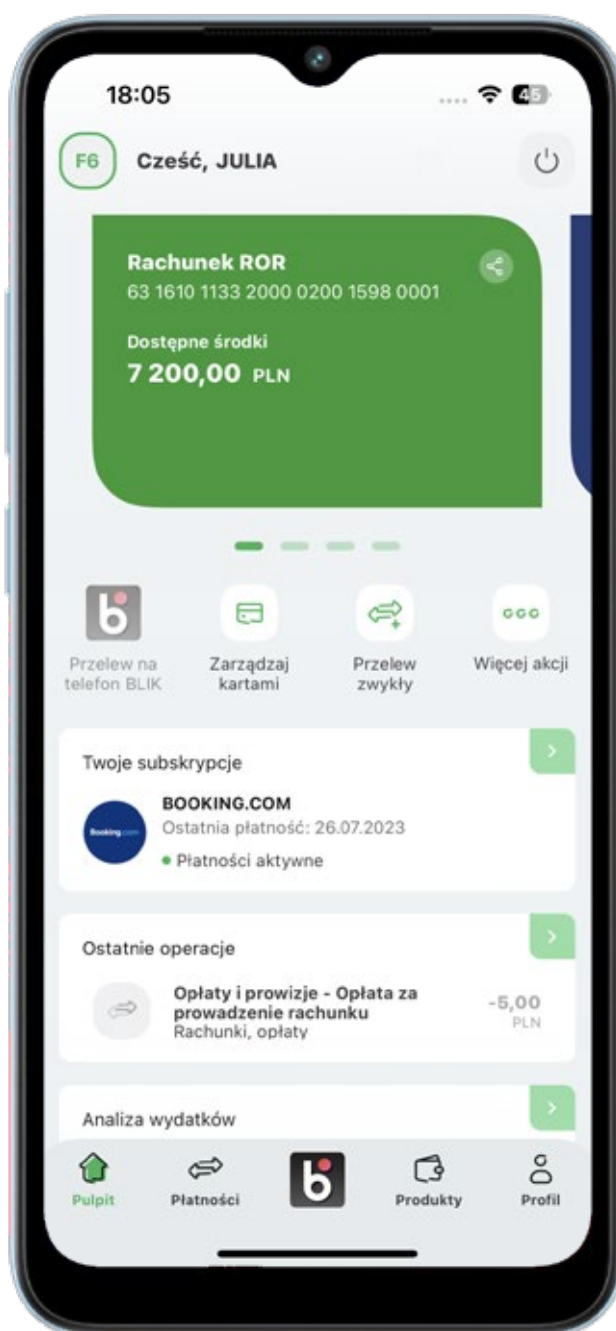 18:05
45
F6
Cześć, JULIA
Rachunek ROR
63 1610 1133 2000 0200 1598 0001
Dostępne środki
7 200,00 PLN
Przelew na
telefon BLIK
Zarządzaj
kartami
Przelew
zwykły
Więcej akcji
Twoje subskrypcje
Booking.com
BOOKING.COM
Ostatnia płatność: 26.07.2023
Płatności aktywne
Ostatnie operacje
Opłaty i prowizje - Opłata za
prowadzenie rachunku
Rachunki, opłaty
-5,00
PLN
Analiza wydatków
Pulpit
Płatności
Produkty
Profil